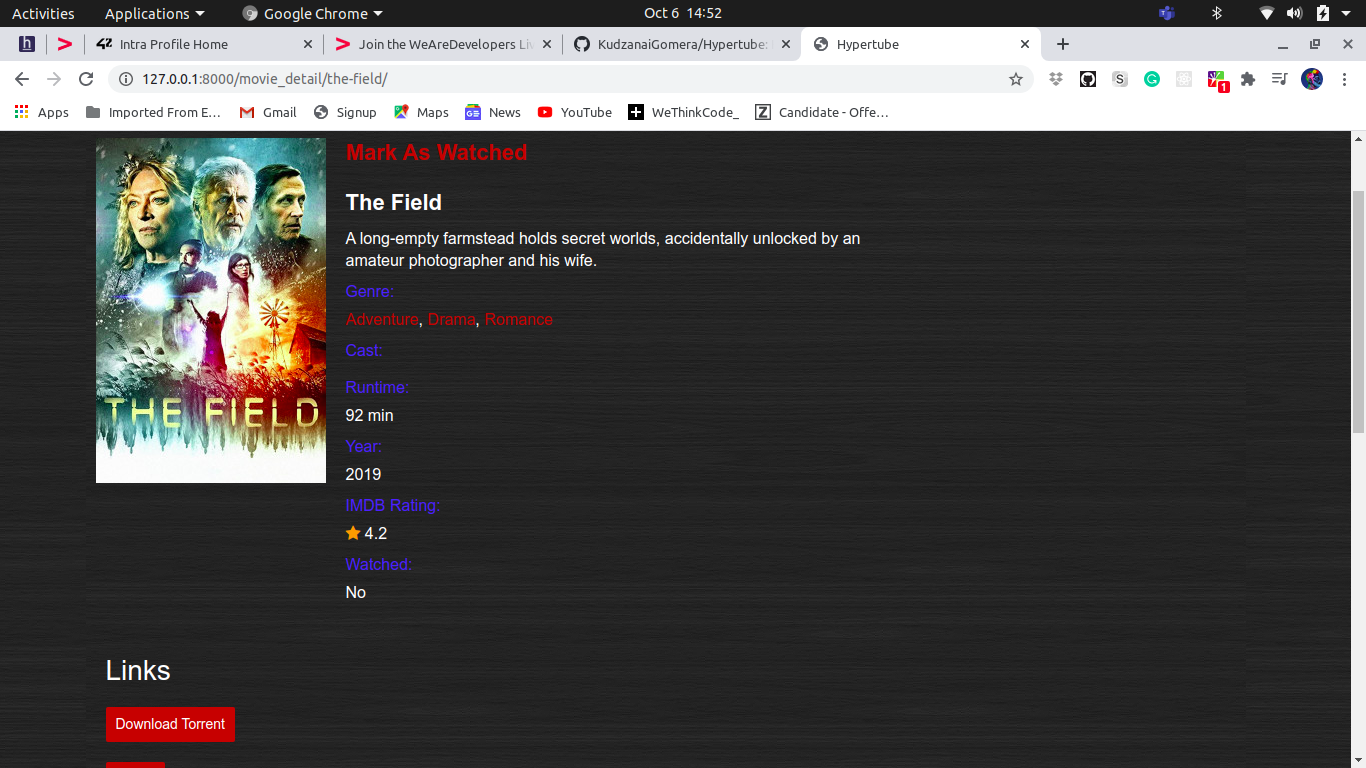 Activities Applications Google Chrome Oct 6 14:52
h Intra Profile Home Join the WeAreDevelopers Li KudzanaiGomera/Hypertube: Hypertube
127.0.0.1:8000/movie_detail/the-field/ S G 1
Apps Imported From E… Gmail Signup Maps GE News YouTube WeThinkCode_ Z Candidate - Offe…
Mark As Watched
The Field
A long-empty farmstead holds secret worlds, accidentally unlocked by an
amateur photographer and his wife.
Genre:
Adventure, Drama, Romance
Cast:
Runtime:
92 min
THE FIELD
Year:
2019
IMDB Rating:
4.2
Watched:
No
Links
Download Torrent